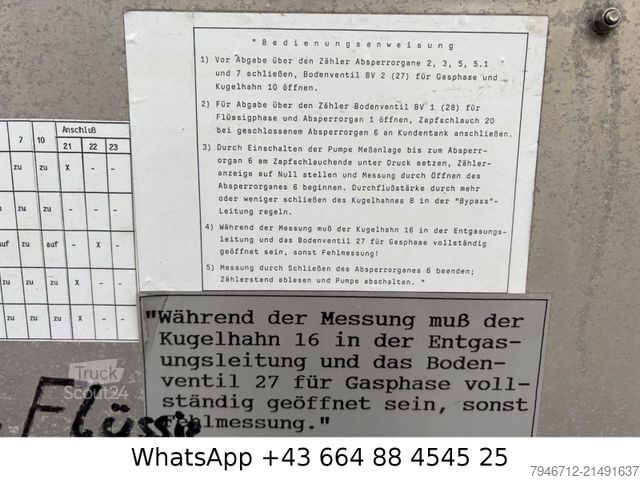 "Bedienungsanweisung
1) Vor Abgabe über den Zähler Absperrorgane 2, 3, 5, 5.1
und 7 schließen, Bodenventil BV 2 (27) für Gasphase und
Kugelhahn 10 öffnen.
2) Für Abgabe über den Zähler Bodenventil BV 1 (28) für
Flüssigphase und Absperrorgan 1 öffnen, Zapfschlauch 20
bei geschlossenem Absperrorgan 6 an Kundentank anschließen.
3) Durch Einschalten der Pumpe Meßanlage bis zum Absperr-
organ 6 am Zapfschlauchende unter Druck setzen, Zähler-
anzeige auf Null stellen und Messung durch Öffnen des
Absperrorganes 6 beginnen. Durchflußstärke durch mehr
oder weniger schließen des Kugelhahnes 8 in der "Bypass"-
Leitung regeln.
4) Während der Messung muß der Kugelhahn 16 in der Entgasungs-
leitung und das Bodenventil 27 für Gasphase vollständig
geöffnet sein, sonst Fehlmessung!
5) Messung durch Schließen des Absperrorganes 6 beenden;
Zählerstand ablesen und Pumpe abschalten. "
Anschluß
7 10 21 22 23
zu zu X - -
zu - - -
auf zu auf - X -
zu zu X - -
zu zu X - -
"Während der Messung muß der
Kugelhahn 16 in der Entgas-
ungsleitung und das Boden-
ventil 27 für Gasphase voll-
ständig geöffnet sein, sonst
Fehlmessung."
Truck
Scout24
Flüssig
WhatsApp +43 664 88 4545 25
7946712-21491637